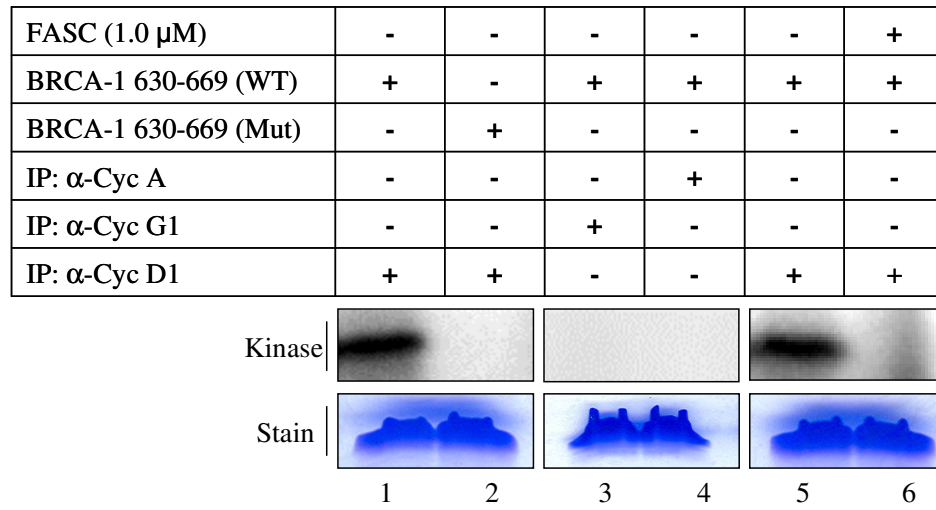 FASC (1.0 μM) - - - - - +
BRCA-1 630-669 (WT) + - + + + +
BRCA-1 630-669 (Mut) - + - - - -
IP: α-Cyc A - - - + - -
IP: α-Cyc G1 - - + - - -
IP: α-Cyc D1 + + - - + +
Kinase
Stain
1 2 3 4 5 6